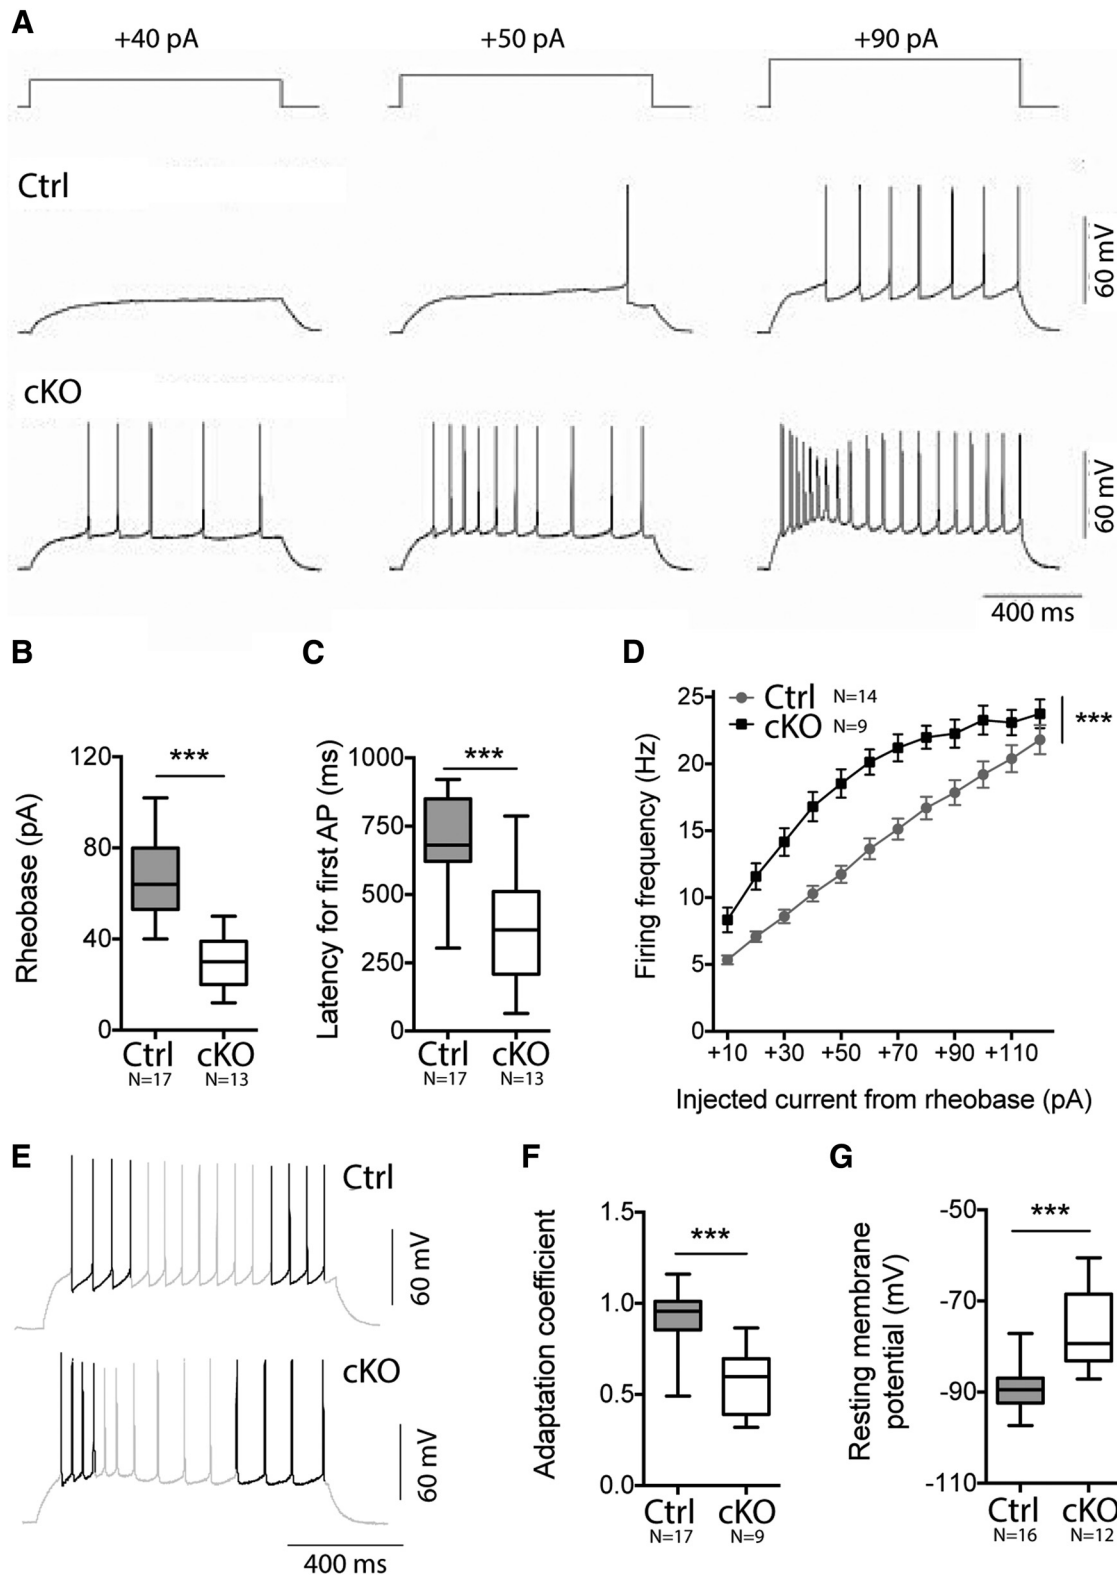 A
+40 pA +50 pA +90 pA
Ctrl
60 mV
cKO
60 mV
400 ms
B C D
Rheobase (pA)
120
80
40
0
***
Ctrl cKO
N=17 N=13
Latency for first AP (ms)
1000
750
500
250
0
***
Ctrl cKO
N=17 N=13
Firing frequency (Hz)
25
20
15
10
5
0
Ctrl N=14
cKO N=9
***
+10 +30 +50 +70 +90 +110
Injected current from rheobase (pA)
E F G
Ctrl
60 mV
cKO
60 mV
400 ms
Adaptation coefficient
1.5
1.0
0.5
0.0
***
Ctrl cKO
N=17 N=9
Resting membrane
potential (mV)
-50
-70
-90
-110
***
Ctrl cKO
N=16 N=12